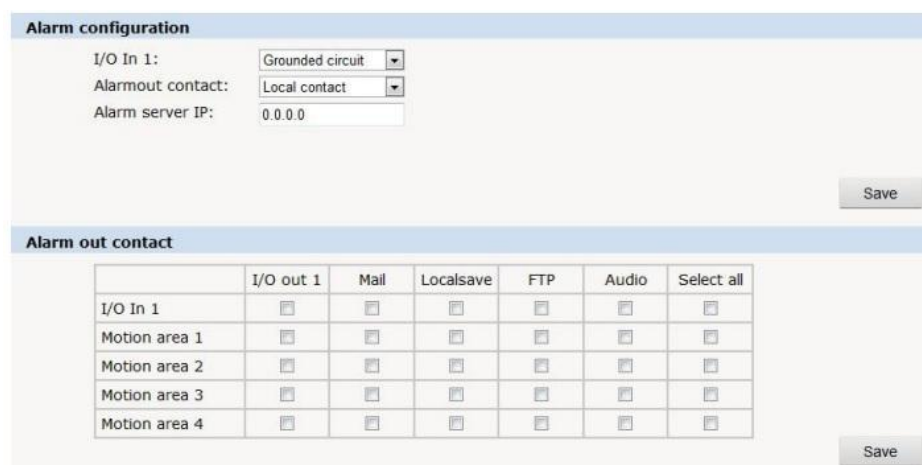 Alarm configuration
I/O In 1: Grounded circuit
Alarmout contact: Local contact
Alarm server IP: 0.0.0.0
Save
Alarm out contact
I/O out 1 Mail Localsave FTP Audio Select all
I/O In 1
Motion area 1
Motion area 2
Motion area 3
Motion area 4
Save